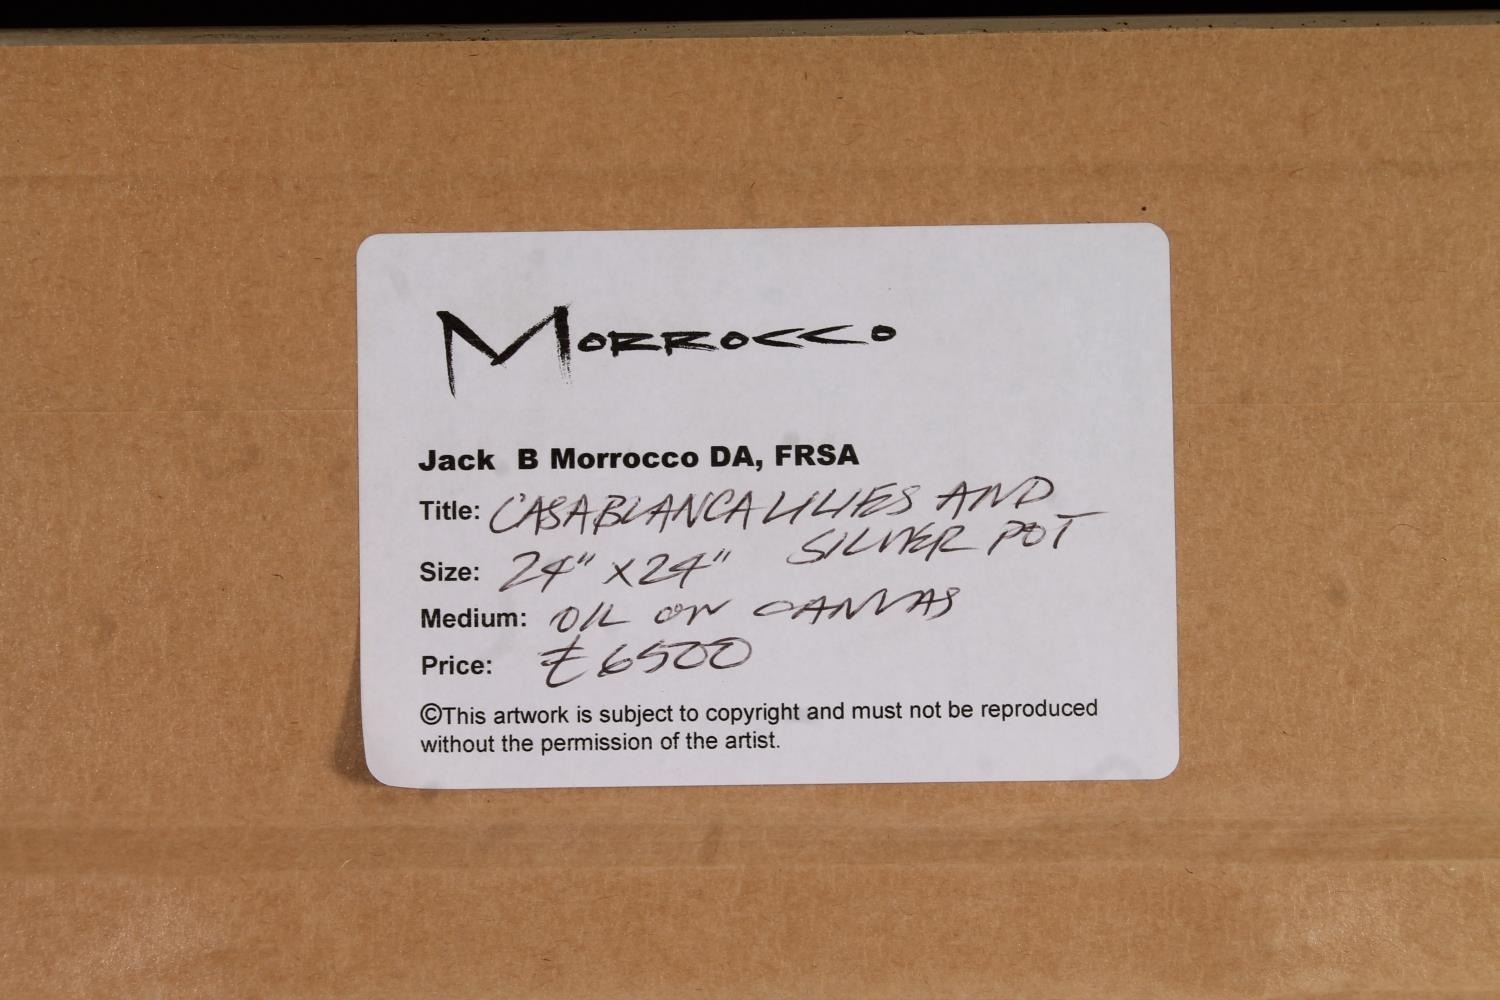 MORROCCO
Jack B Morrocco DA, FRSA
Title: CASABLANCA LILIES AND
SILVER POT
Size: 24" x 24"
Medium: OIL ON CANVAS
Price: £6500
©This artwork is subject to copyright and must not be reproduced
without the permission of the artist.